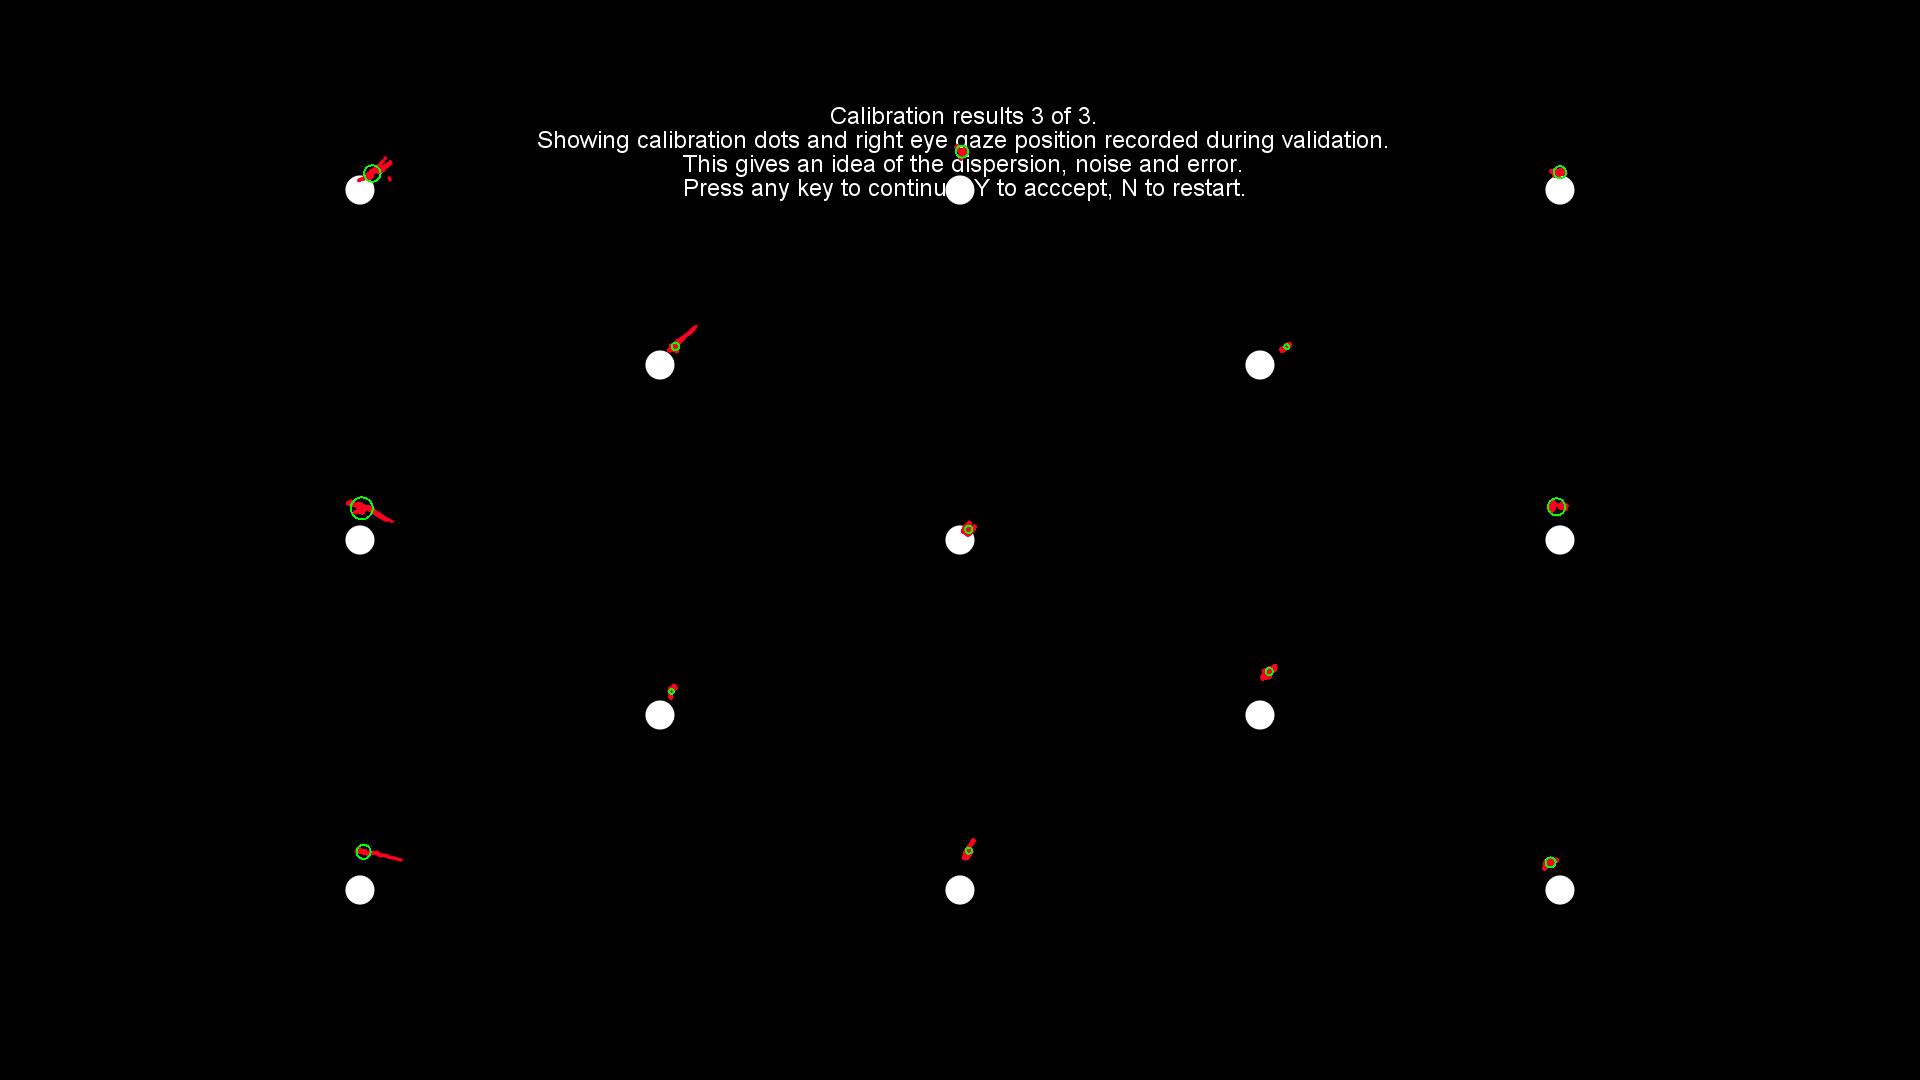 Calibration results 3 of 3.
Showing calibration dots and right eye gaze position recorded during validation.
This gives an idea of the dispersion, noise and error.
Press any key to continu Y to acccept, N to restart.